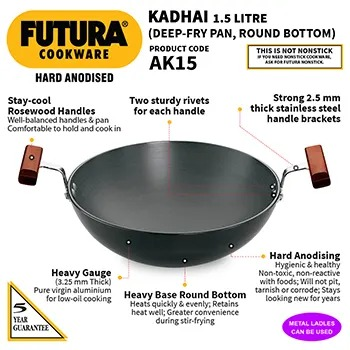 FUTURA®
COOKWARE
HARD ANODISED
KADHAI 1.5 LITRE
(DEEP-FRY PAN, ROUND BOTTOM)
PRODUCT CODE
AK15
THIS IS NOT NONSTICK
IF YOU NEED NONSTICK COOKWARE,
ASK FOR FUTURA NONSTICK.
Stay-cool
Rosewood Handles
Well-balanced handles & pan
Comfortable to hold and cook in
Two sturdy rivets
for each handle
Strong 2.5 mm
thick stainless steel
handle brackets
Heavy Gauge
(3.25 mm Thick)
Pure virgin aluminium
for low-oil cooking
Heavy Base Round Bottom
Heats quickly & evenly; Retains
heat well; Greater convenience
during stir-frying
Hard Anodising
Hygienic & healthy
Non-toxic, non-reactive
with foods; Will not pit,
tarnish or corrode; Stays
looking new for years
5
YEAR
GUARANTEE
METAL LADLES
CAN BE USED